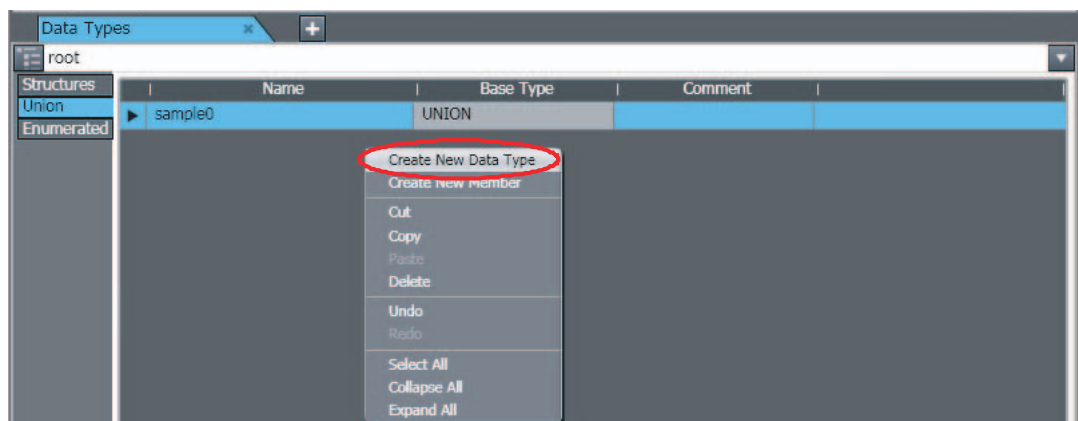 Data Types
root
Structures
Union
Enumerated
Name Base Type Comment
sample0 UNION
Create New Data Type
Create New Member
Cut
Copy
Paste
Delete
Undo
Redo
Select All
Collapse All
Expand All